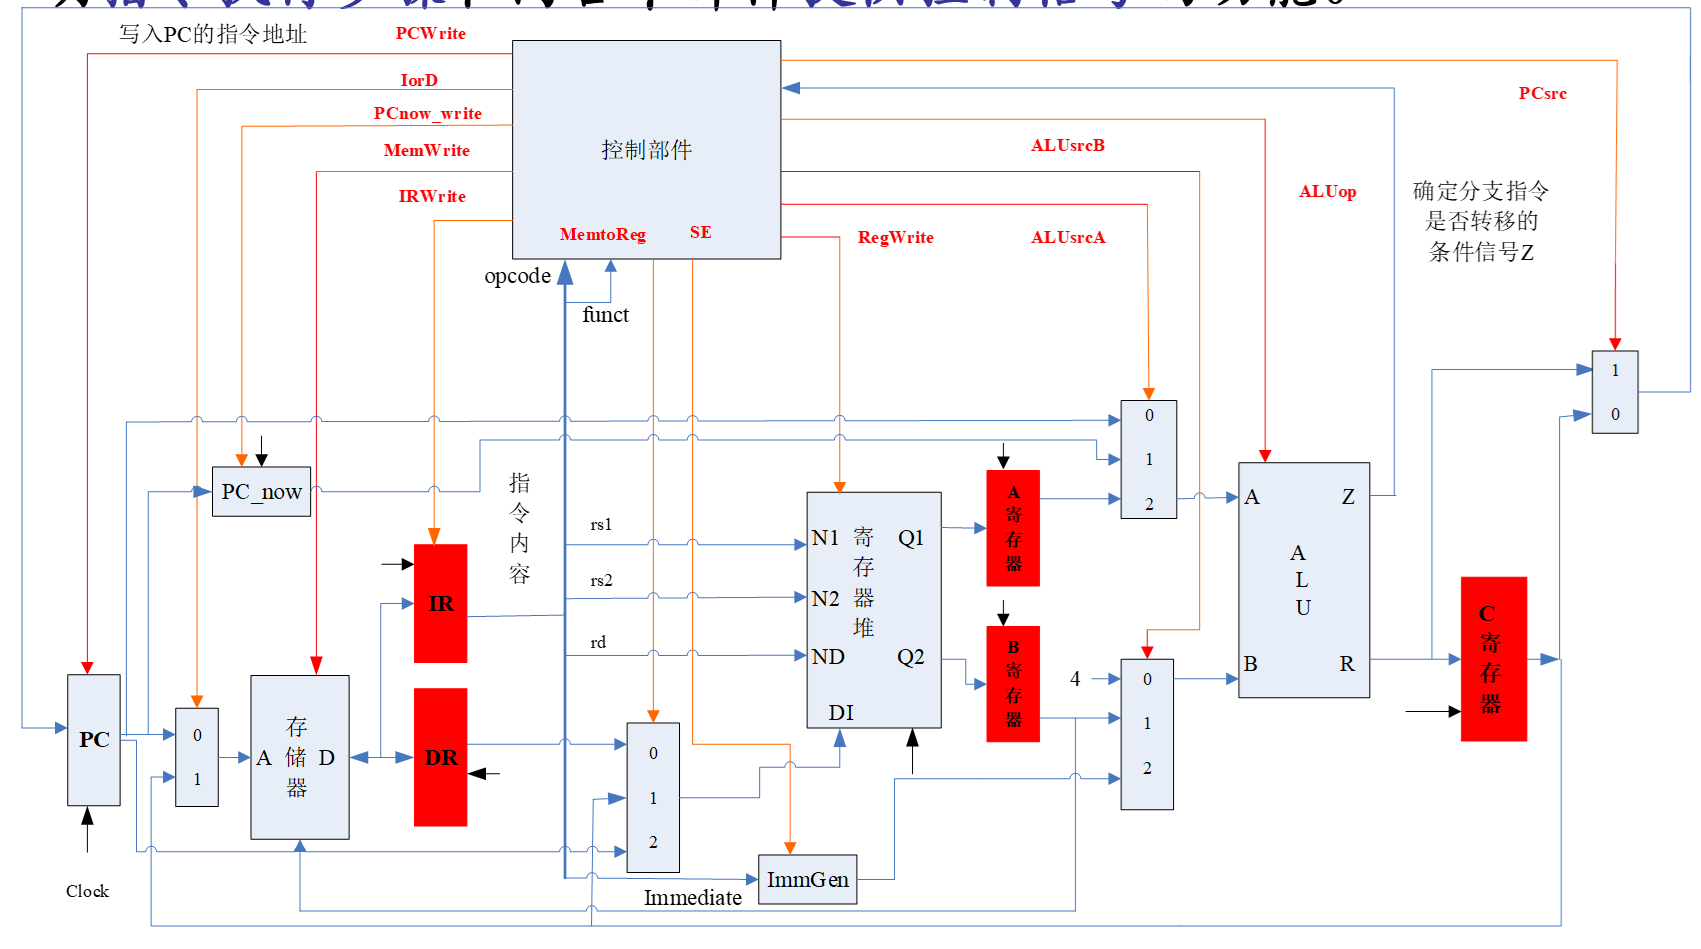 写入PC的指令地址
PCWrite
IorD
PCnow_write
MemWrite
IRWrite
控制部件
MemtoReg
SE
opcode
funct
RegWrite
ALUsrcA
ALUsrcB
ALUop
PCsrc
确定分支指令
是否转移的
条件信号Z
PC_now
指令内容
rs1
rs2
rd
IR
DR
PC
Clock
0
1
A
存储器
D
0
1
2
Immediate
ImmGen
N1
N2
ND
DI
寄存器堆
Q1
Q2
A寄存器
B寄存器
0
1
2
4
0
1
2
A
B
ALU
Z
R
C寄存器
1
0